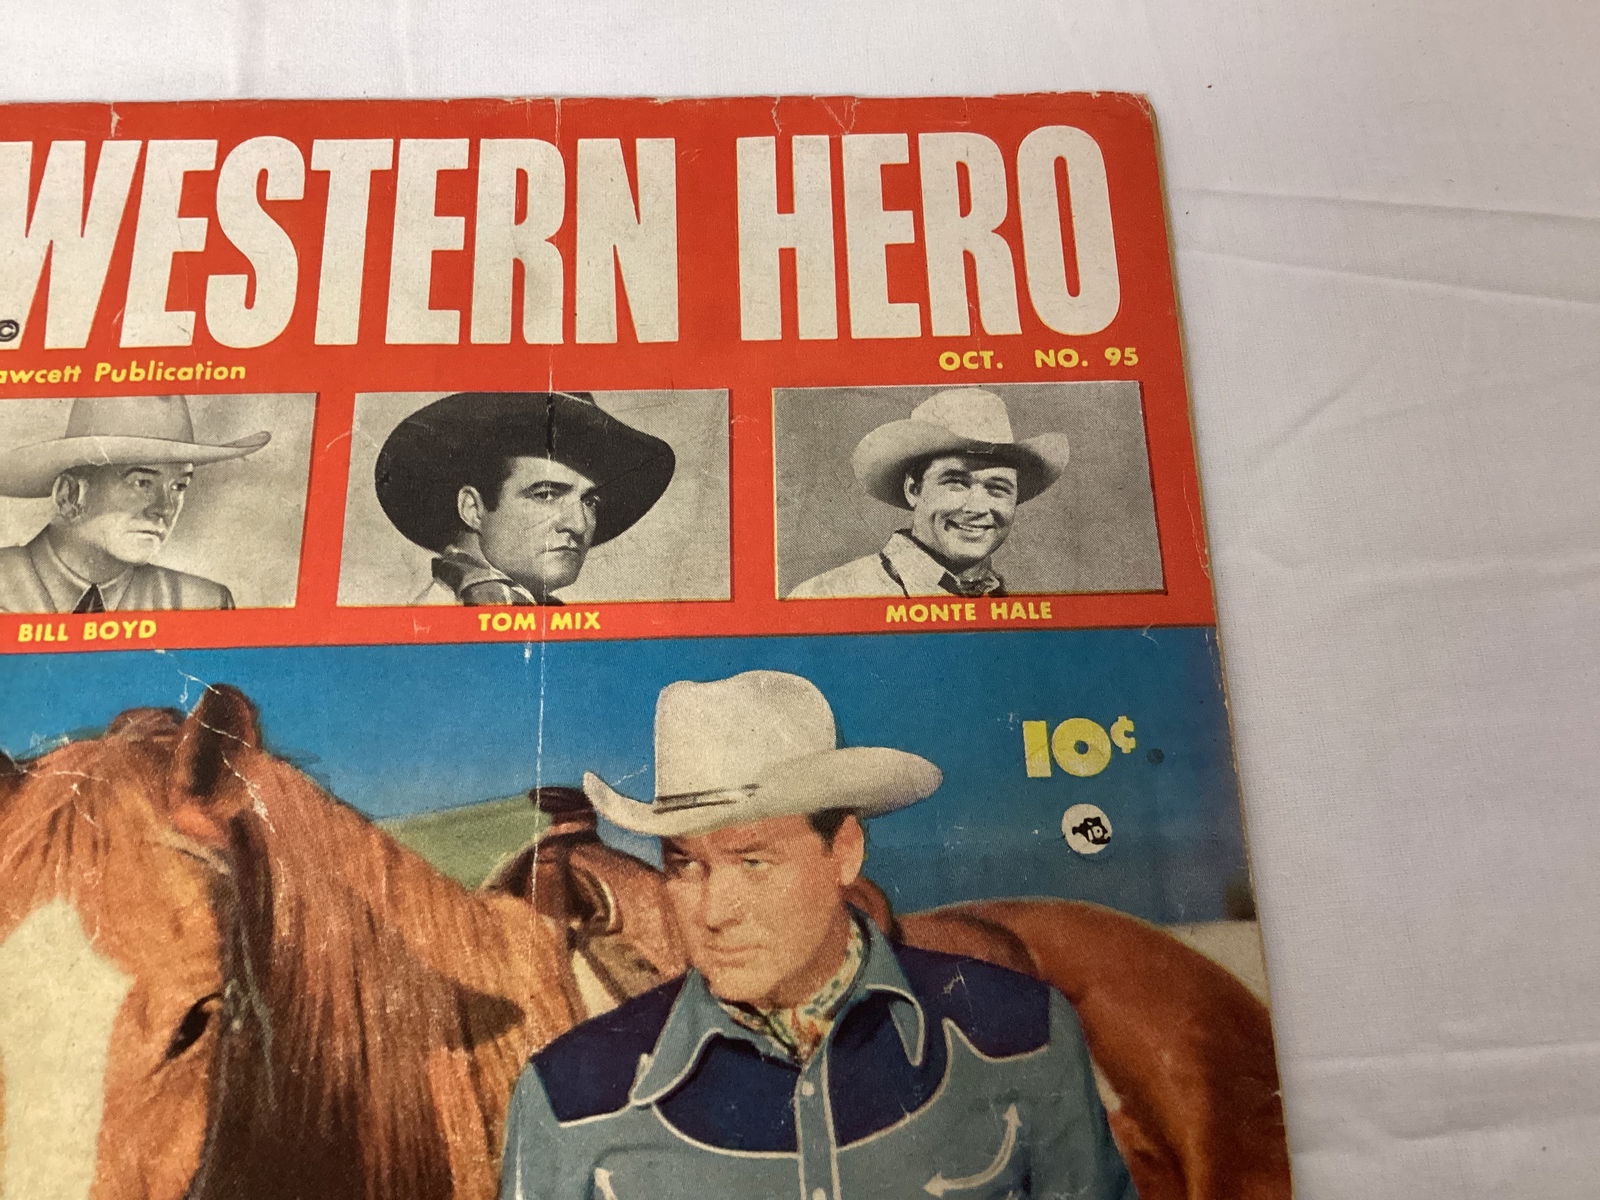 WESTERN HERO
©
awcett Publication
OCT. NO. 95
BILL BOYD
TOM MIX
MONTE HALE
10¢